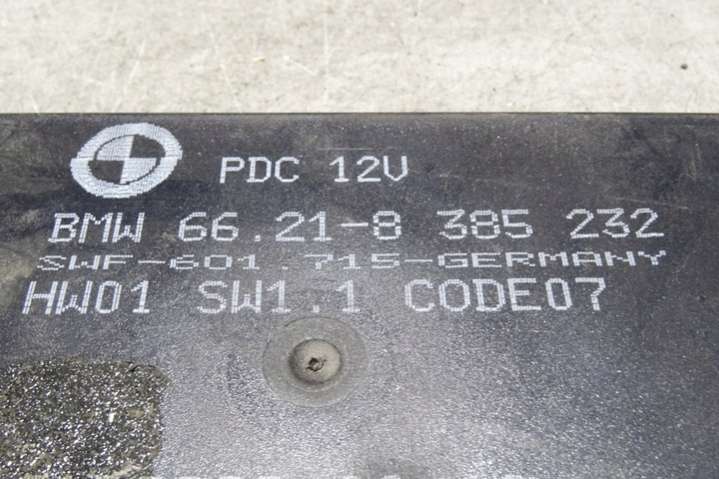 PDC 12V
BMW 66.21-8 385 232
SWF-601.715-GERMANY
HW01 SW1.1 CODE07